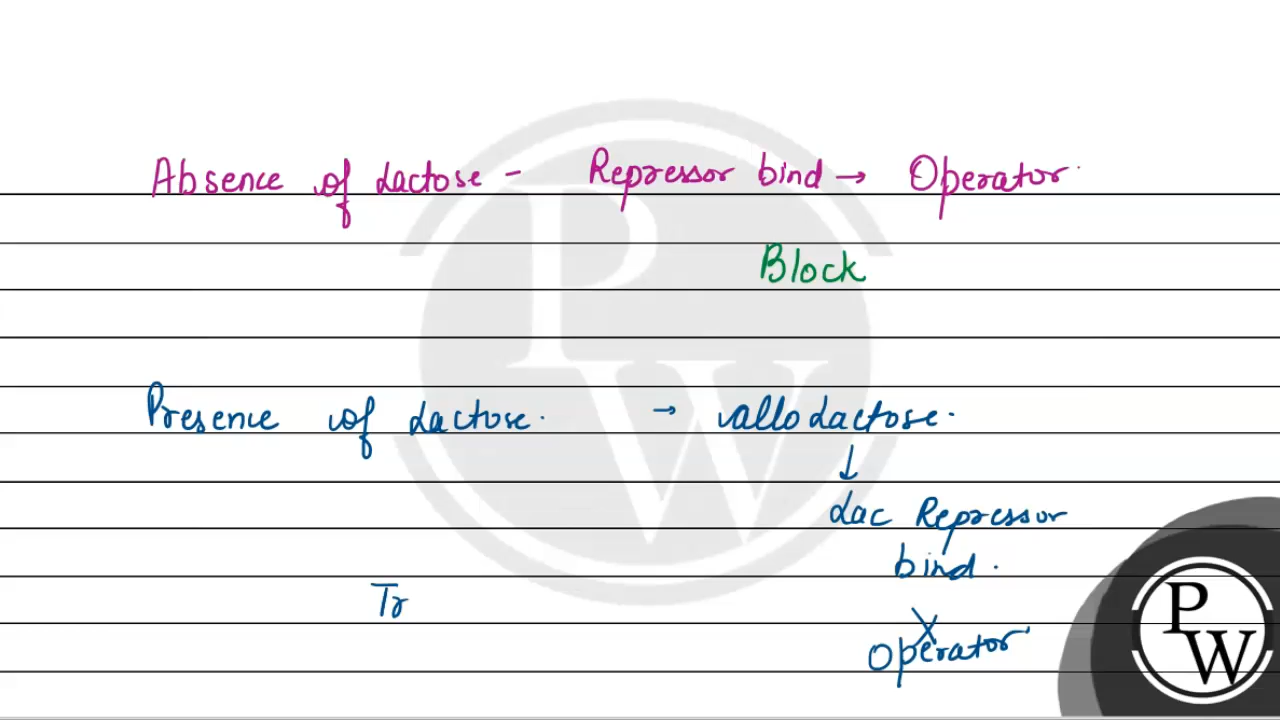 Absence of Lactose - Repressor bind → Operator.
Block
Presence of Lactose. → allolactose.
↓
Lac Repressor
bind.
Tr
X
Operator
P
W
P
W